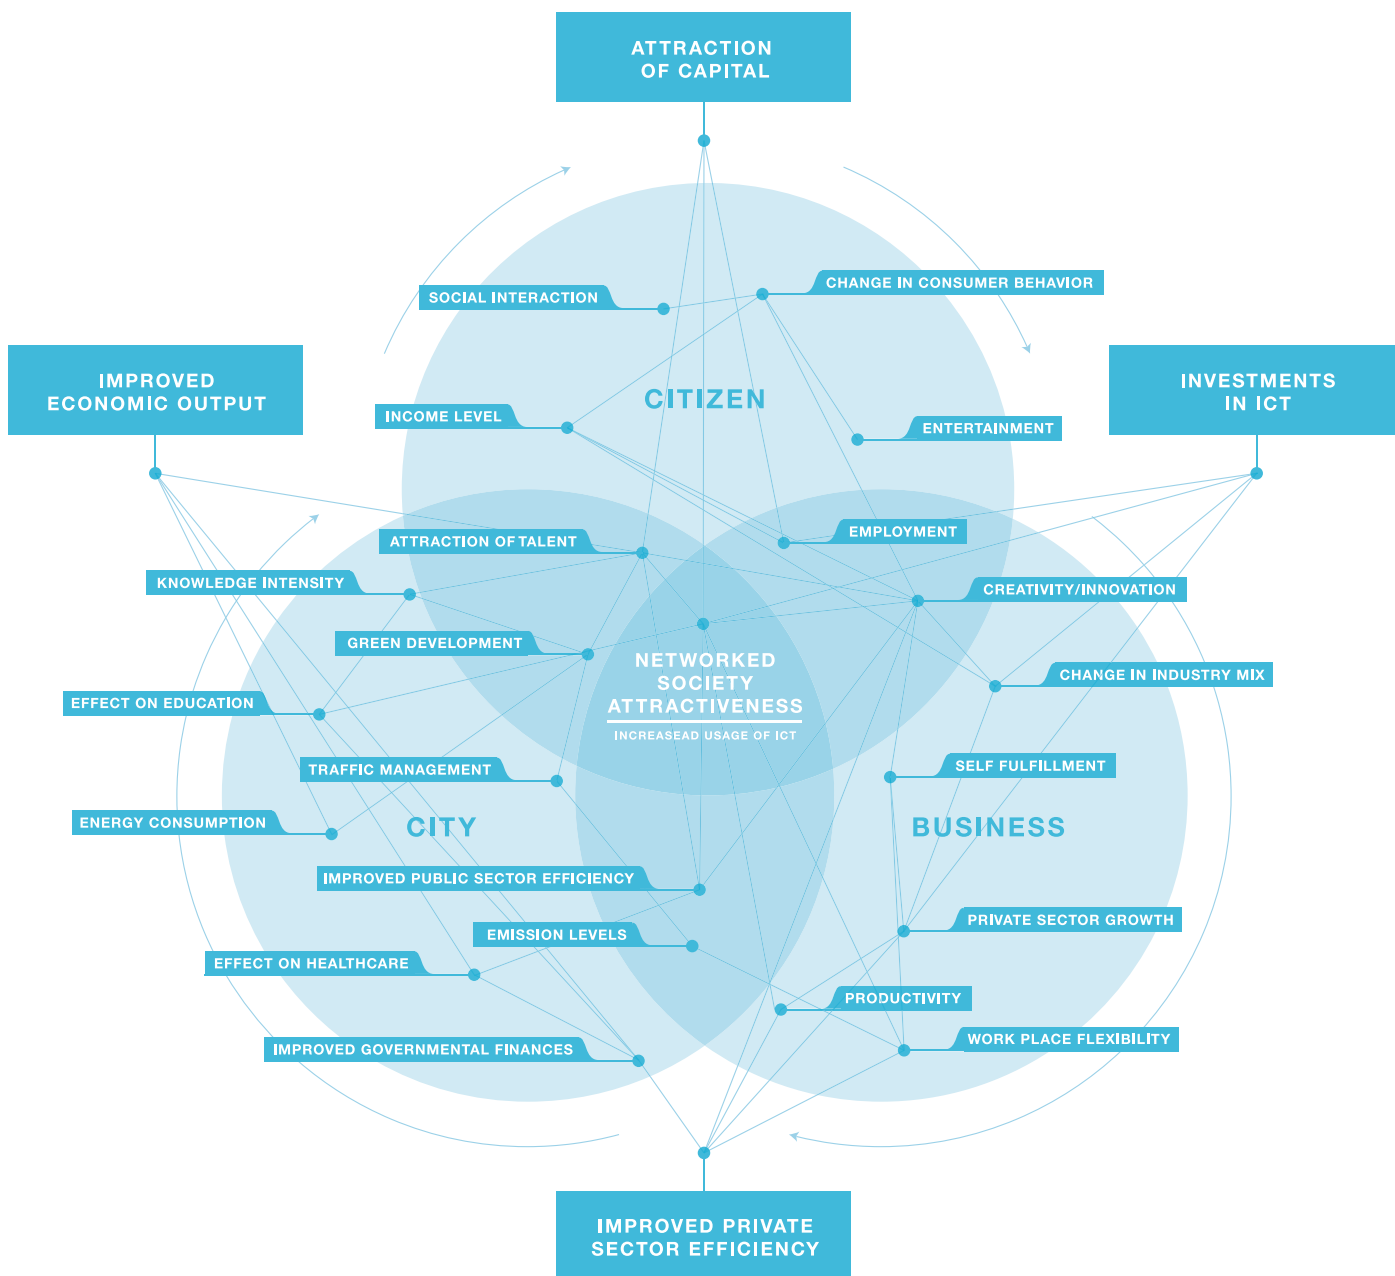 ATTRACTION
OF CAPITAL
SOCIAL INTERACTION
CHANGE IN CONSUMER BEHAVIOR
IMPROVED
ECONOMIC OUTPUT
INVESTMENTS
IN ICT
CITIZEN
INCOME LEVEL
ENTERTAINMENT
EMPLOYMENT
ATTRACTION OF TALENT
KNOWLEDGE INTENSITY
CREATIVITY/INNOVATION
GREEN DEVELOPMENT
NETWORKED
SOCIETY
ATTRACTIVENESS
INCREASEAD USAGE OF ICT
CHANGE IN INDUSTRY MIX
EFFECT ON EDUCATION
TRAFFIC MANAGEMENT
SELF FULFILLMENT
ENERGY CONSUMPTION
CITY
BUSINESS
IMPROVED PUBLIC SECTOR EFFICIENCY
PRIVATE SECTOR GROWTH
EMISSION LEVELS
EFFECT ON HEALTHCARE
PRODUCTIVITY
WORK PLACE FLEXIBILITY
IMPROVED GOVERNMENTAL FINANCES
IMPROVED PRIVATE
SECTOR EFFICIENCY